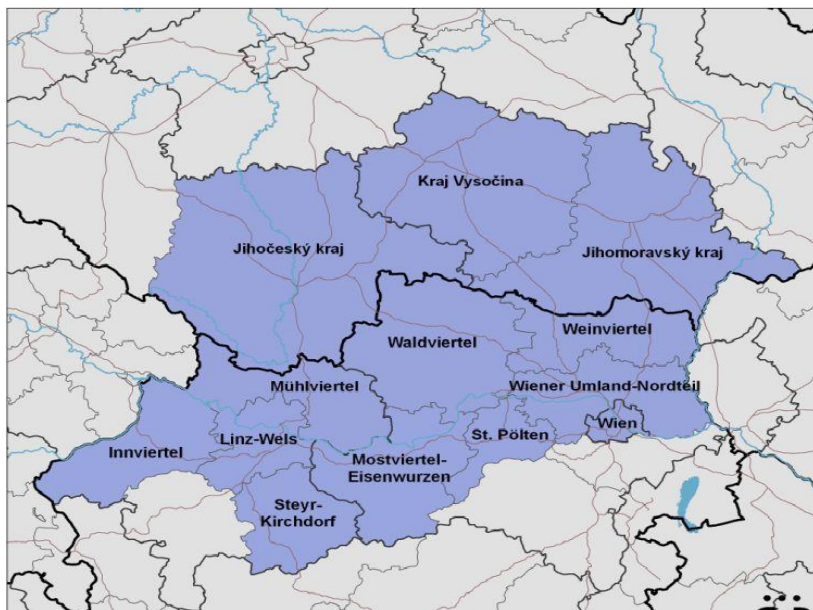 Kraj Vysočina
Jihočeský kraj
Jihomoravský kraj
Weinviertel
Waldviertel
Mühlviertel
Wiener Umland-Nordteil
Wien
St. Pölten
Linz-Wels
Innviertel
Mostviertel-
Eisenwurzen
Steyr-
Kirchdorf